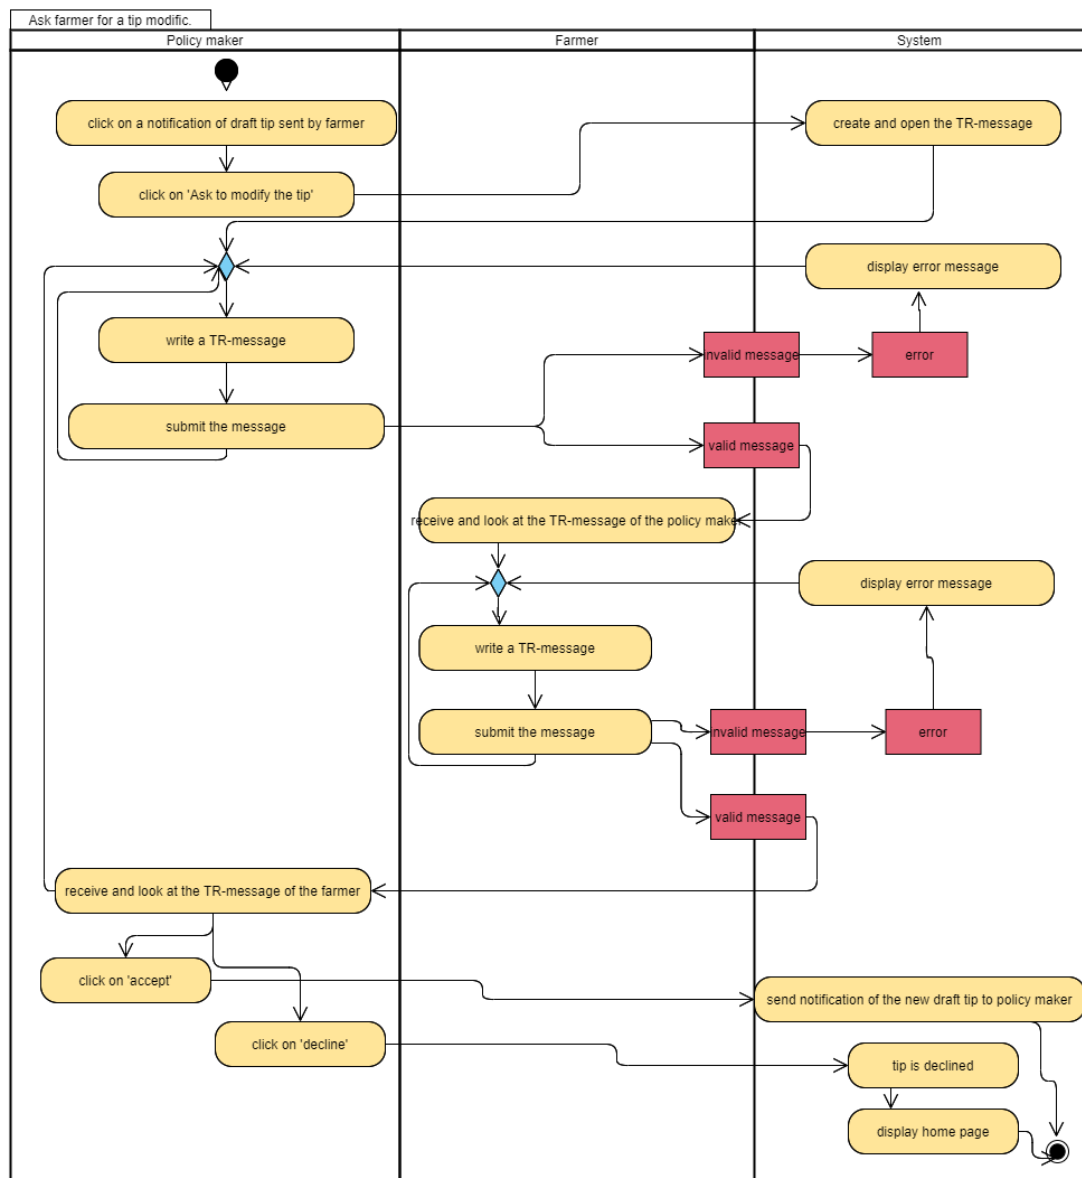 Ask farmer for a tip modific.
Policy maker
Farmer
System
click on a notification of draft tip sent by farmer
create and open the TR-message
click on 'Ask to modify the tip'
display error message
write a TR-message
invalid message
error
submit the message
valid message
receive and look at the TR-message of the policy maker
display error message
write a TR-message
submit the message
invalid message
error
valid message
receive and look at the TR-message of the farmer
click on 'accept'
send notification of the new draft tip to policy maker
click on 'decline'
tip is declined
display home page